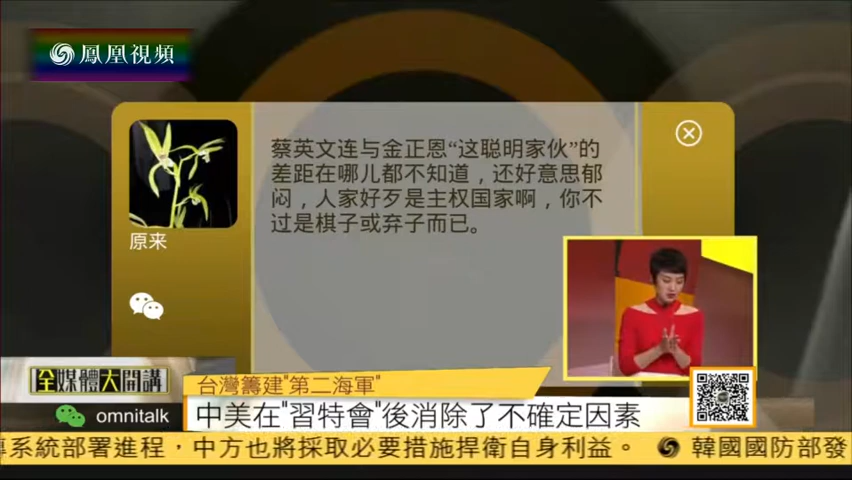 鳳凰視頻
蔡英文连与金正恩“这聪明家伙”的
差距在哪儿都不知道，还好意思郁
闷，人家好歹是主权国家啊，你不
过是棋子或弃子而已。
原来
全媒體大開講
台灣籌建"第二海軍"
omnitalk
中美在"習特會"後消除了不確定因素
系統部署進程，中方也將採取必要措施捍衛自身利益。 韓國國防部發